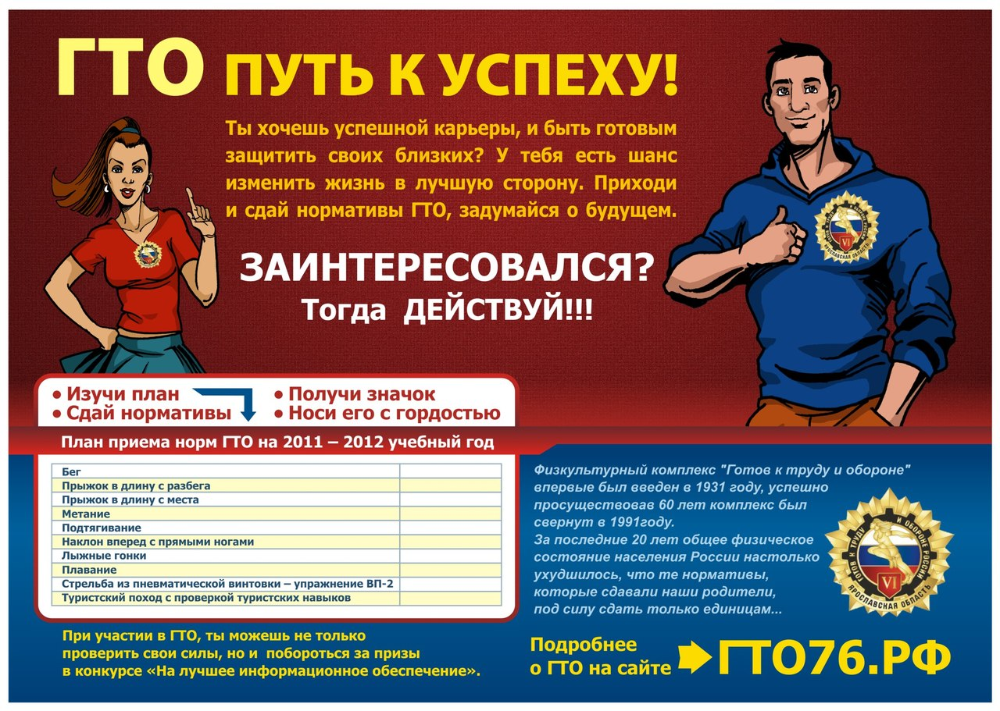 ГТО ПУТЬ К УСПЕХУ!
Ты хочешь успешной карьеры, и быть готовым
защитить своих близких? У тебя есть шанс
изменить жизнь в лучшую сторону. Приходи
и сдай нормативы ГТО, задумайся о будущем.
ЗАИНТЕРЕСОВАЛСЯ?
Тогда ДЕЙСТВУЙ!!!
• Изучи план
• Сдай нормативы
• Получи значок
• Носи его с гордостью
План приема норм ГТО на 2011 – 2012 учебный год
Бег
Прыжок в длину с разбега
Прыжок в длину с места
Метание
Подтягивание
Наклон вперед с прямыми ногами
Лыжные гонки
Плавание
Стрельба из пневматической винтовки – упражнение ВП-2
Туристский поход с проверкой туристских навыков
При участии в ГТО, ты можешь не только
проверить свои силы, но и побороться за призы
в конкурсе «На лучшее информационное обеспечение».
Физкультурный комплекс "Готов к труду и обороне"
впервые был введен в 1931 году, успешно
просуществовав 60 лет комплекс был
свернут в 1991году.
За последние 20 лет общее физическое
состояние населения России настолько
ухудшилось, что те нормативы,
которые сдавали наши родители,
под силу сдать только единицам...
ГОТОВ К ТРУДУ И ОБОРОНЕ РОССИИ
VI
ЯРОСЛАВСКАЯ ОБЛАСТЬ
Подробнее
о ГТО на сайте
ГТО76.РФ